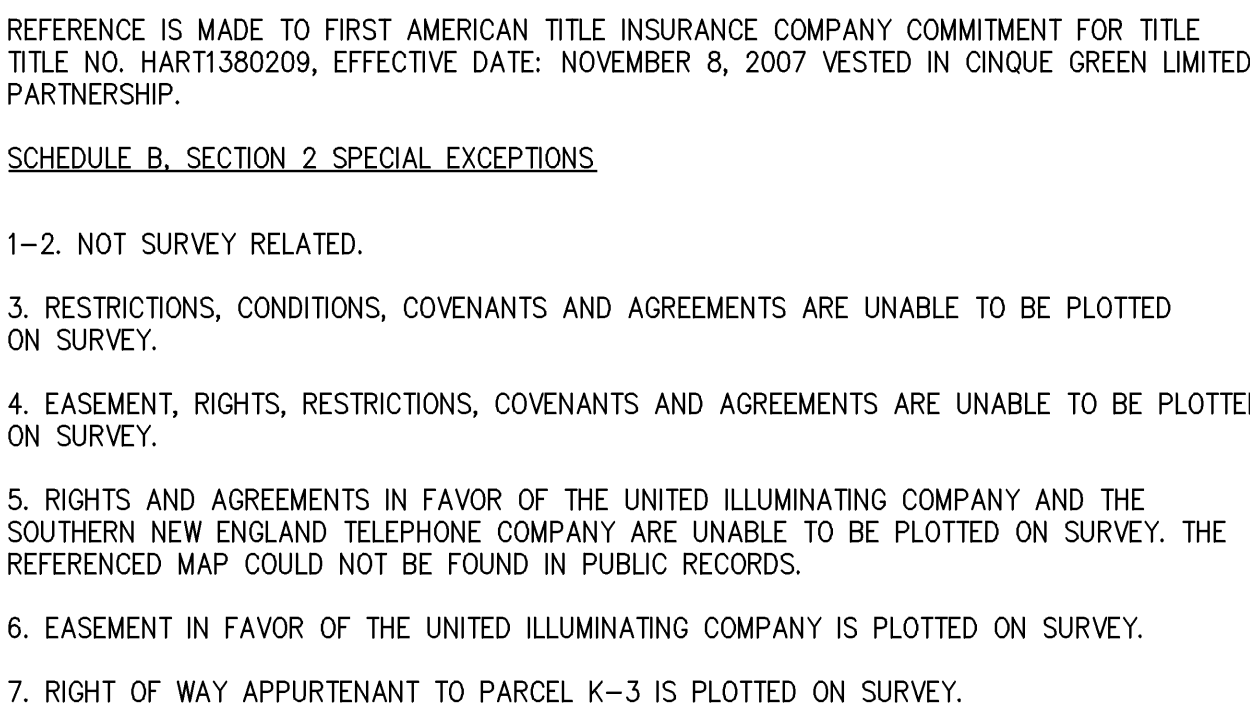 REFERENCE IS MADE TO FIRST AMERICAN TITLE INSURANCE COMPANY COMMITMENT FOR TITLE
TITLE NO. HART1380209, EFFECTIVE DATE: NOVEMBER 8, 2007 VESTED IN CINQUE GREEN LIMITED
PARTNERSHIP.
SCHEDULE B, SECTION 2 SPECIAL EXCEPTIONS
1-2. NOT SURVEY RELATED.
3. RESTRICTIONS, CONDITIONS, COVENANTS AND AGREEMENTS ARE UNABLE TO BE PLOTTED
ON SURVEY.
4. EASEMENT, RIGHTS, RESTRICTIONS, COVENANTS AND AGREEMENTS ARE UNABLE TO BE PLOTTED
ON SURVEY.
5. RIGHTS AND AGREEMENTS IN FAVOR OF THE UNITED ILLUMINATING COMPANY AND THE
SOUTHERN NEW ENGLAND TELEPHONE COMPANY ARE UNABLE TO BE PLOTTED ON SURVEY. THE
REFERENCED MAP COULD NOT BE FOUND IN PUBLIC RECORDS.
6. EASEMENT IN FAVOR OF THE UNITED ILLUMINATING COMPANY IS PLOTTED ON SURVEY.
7. RIGHT OF WAY APPURTENANT TO PARCEL K-3 IS PLOTTED ON SURVEY.